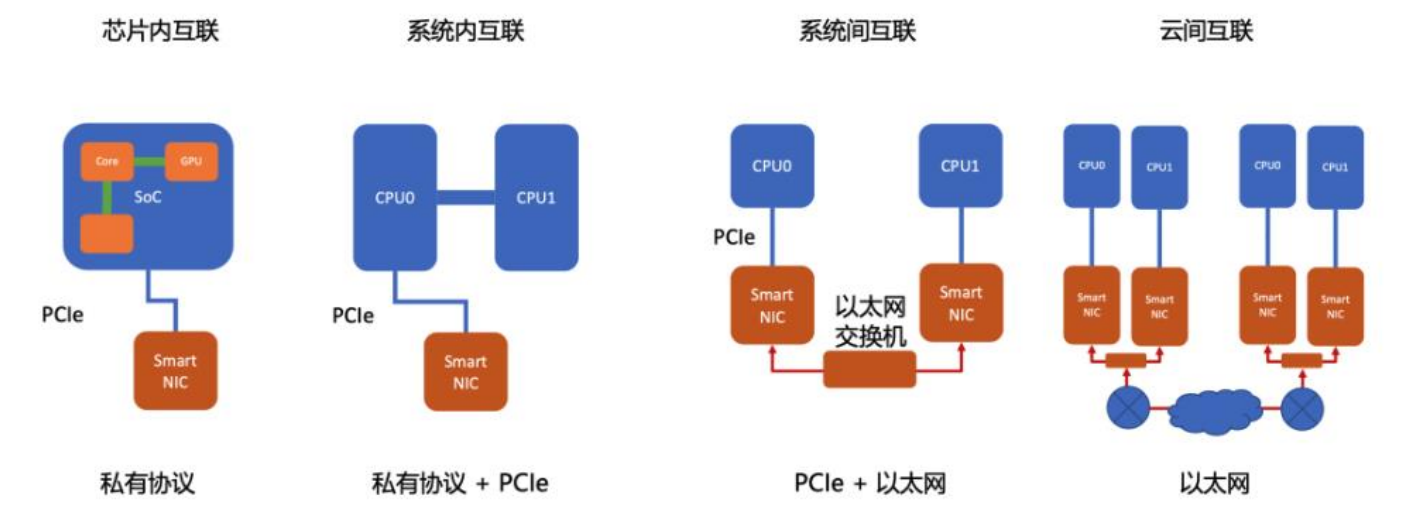 芯片内互联
系统内互联
系统间互联
云间互联
Core
GPU
SoC
PCIe
Smart
NIC
CPU0
CPU1
PCIe
Smart
NIC
CPU0
CPU1
PCIe
Smart
NIC
以太网
交换机
Smart
NIC
CPU0
CPU1
CPU0
CPU1
Smart
NIC
Smart
NIC
Smart
NIC
Smart
NIC
私有协议
私有协议 + PCIe
PCIe + 以太网
以太网